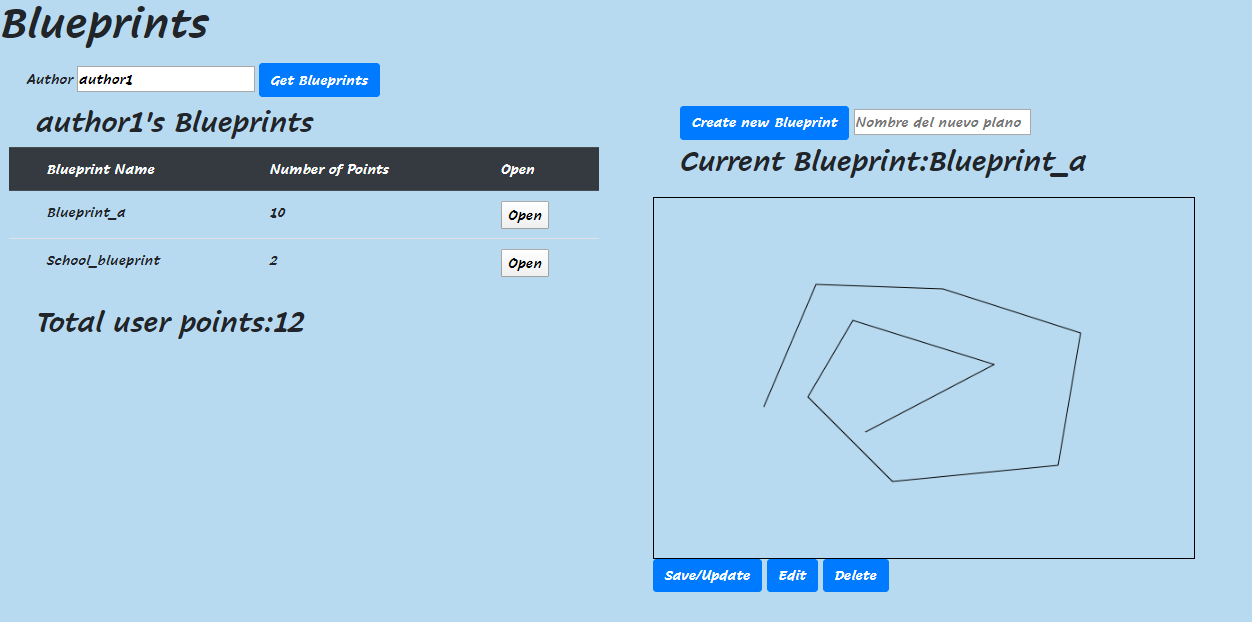 Blueprints
Author author1 Get Blueprints
author1's Blueprints
Blueprint Name Number of Points Open
Blueprint_a 10 Open
School_blueprint 2 Open
Total user points:12
Create new Blueprint Nombre del nuevo plano
Current Blueprint:Blueprint_a
Save/Update Edit Delete